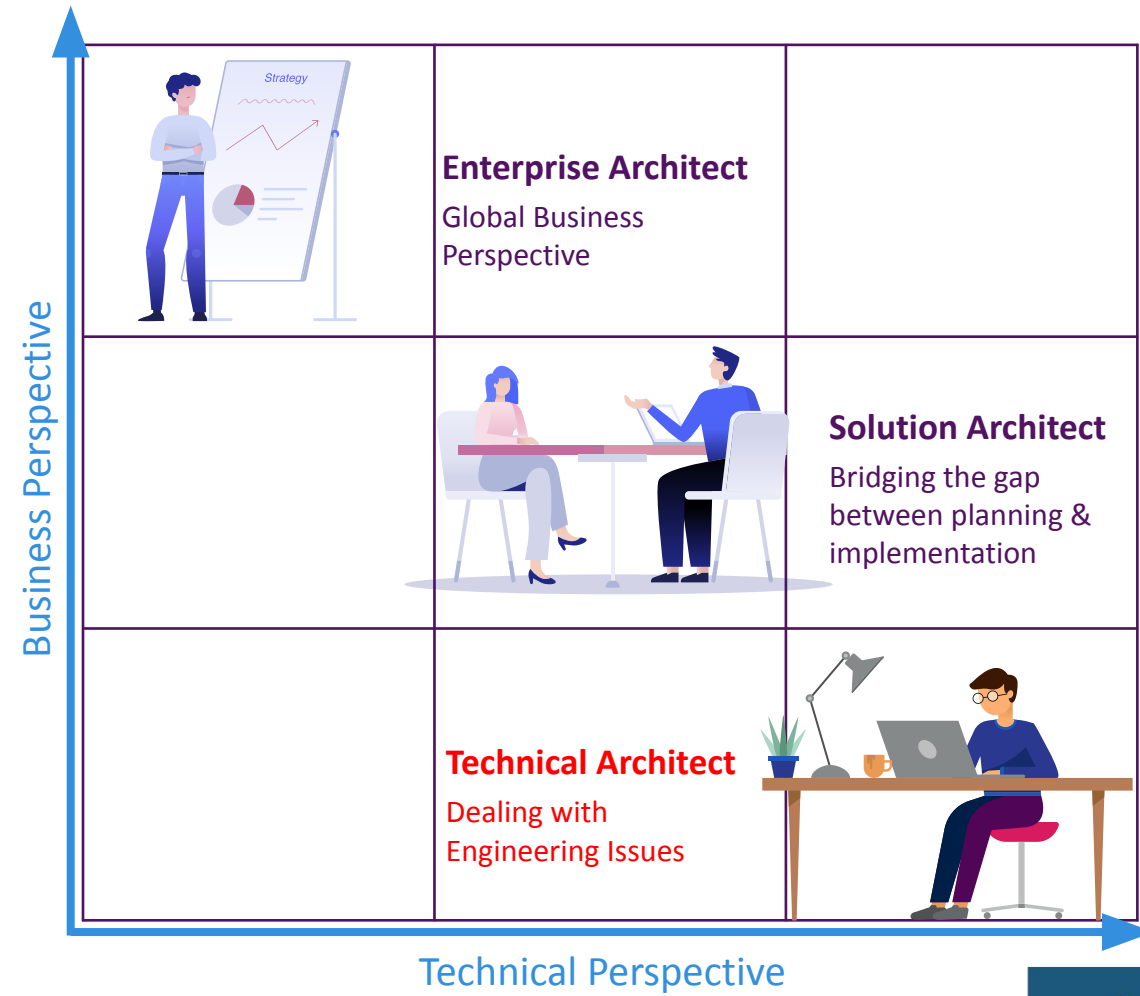 Strategy
Enterprise Architect
Global Business
Perspective
Solution Architect
Bridging the gap
between planning &
implementation
Technical Architect
Dealing with
Engineering Issues
Business Perspective
Technical Perspective